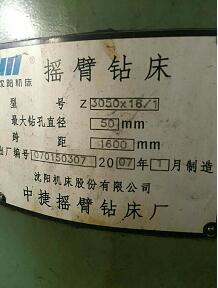 沈阳机床
摇臂钻床
型 号 Z 3050x16/1
最大钻孔直径 50 mm
跨 距 1600 mm
出厂编号 070150307 2007年1月制造
沈阳机床股份有限公司
中捷摇臂钻床厂